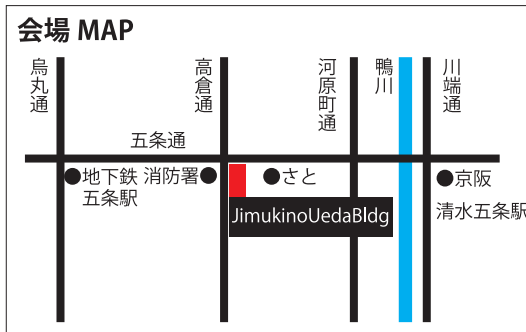 会場 MAP
烏丸通
高倉通
河原町通
鴨川
川端通
五条通
●地下鉄
五条駅
消防署●
●さと
●京阪
清水五条駅
JimukinoUedaBldg